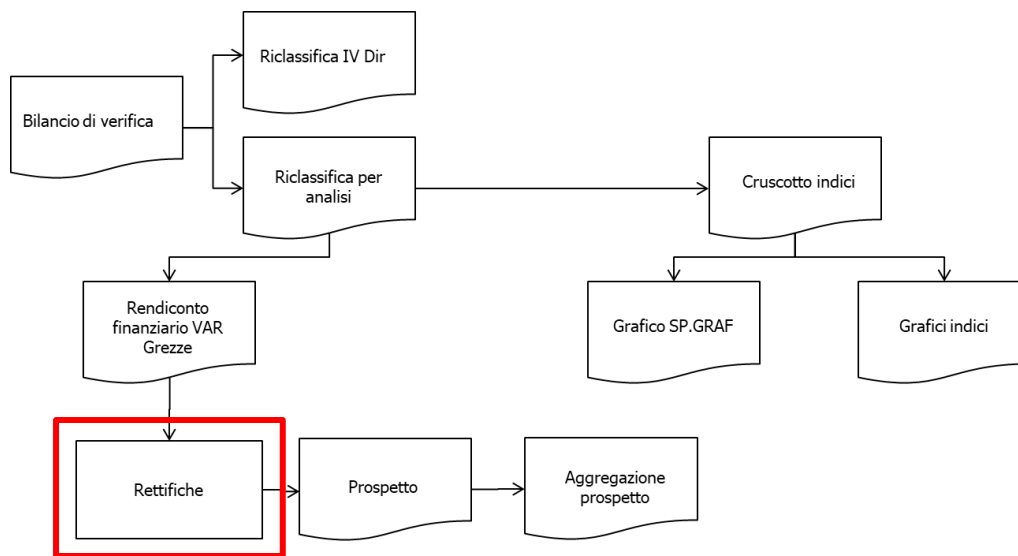 Riclassifica IV Dir
Bilancio di verifica
Riclassifica per
analisi
Cruscotto indici
Rendiconto
finanziario VAR
Grezze
Grafico SP.GRAF
Grafici indici
Rettifiche
Prospetto
Aggregazione
prospetto